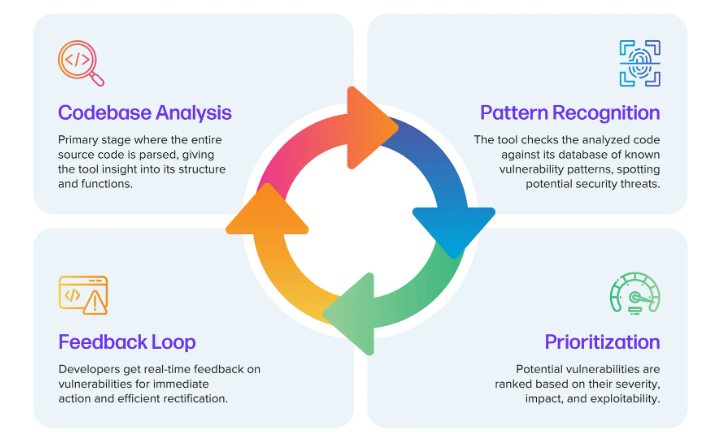 Codebase Analysis
Primary stage where the entire
source code is parsed, giving
the tool insight into its structure
and functions.
Pattern Recognition
The tool checks the analyzed code
against its database of known
vulnerability patterns, spotting
potential security threats.
Feedback Loop
Developers get real-time feedback on
vulnerabilities for immediate
action and efficient rectification.
Prioritization
Potential vulnerabilities are
ranked based on their severity,
impact, and exploitability.